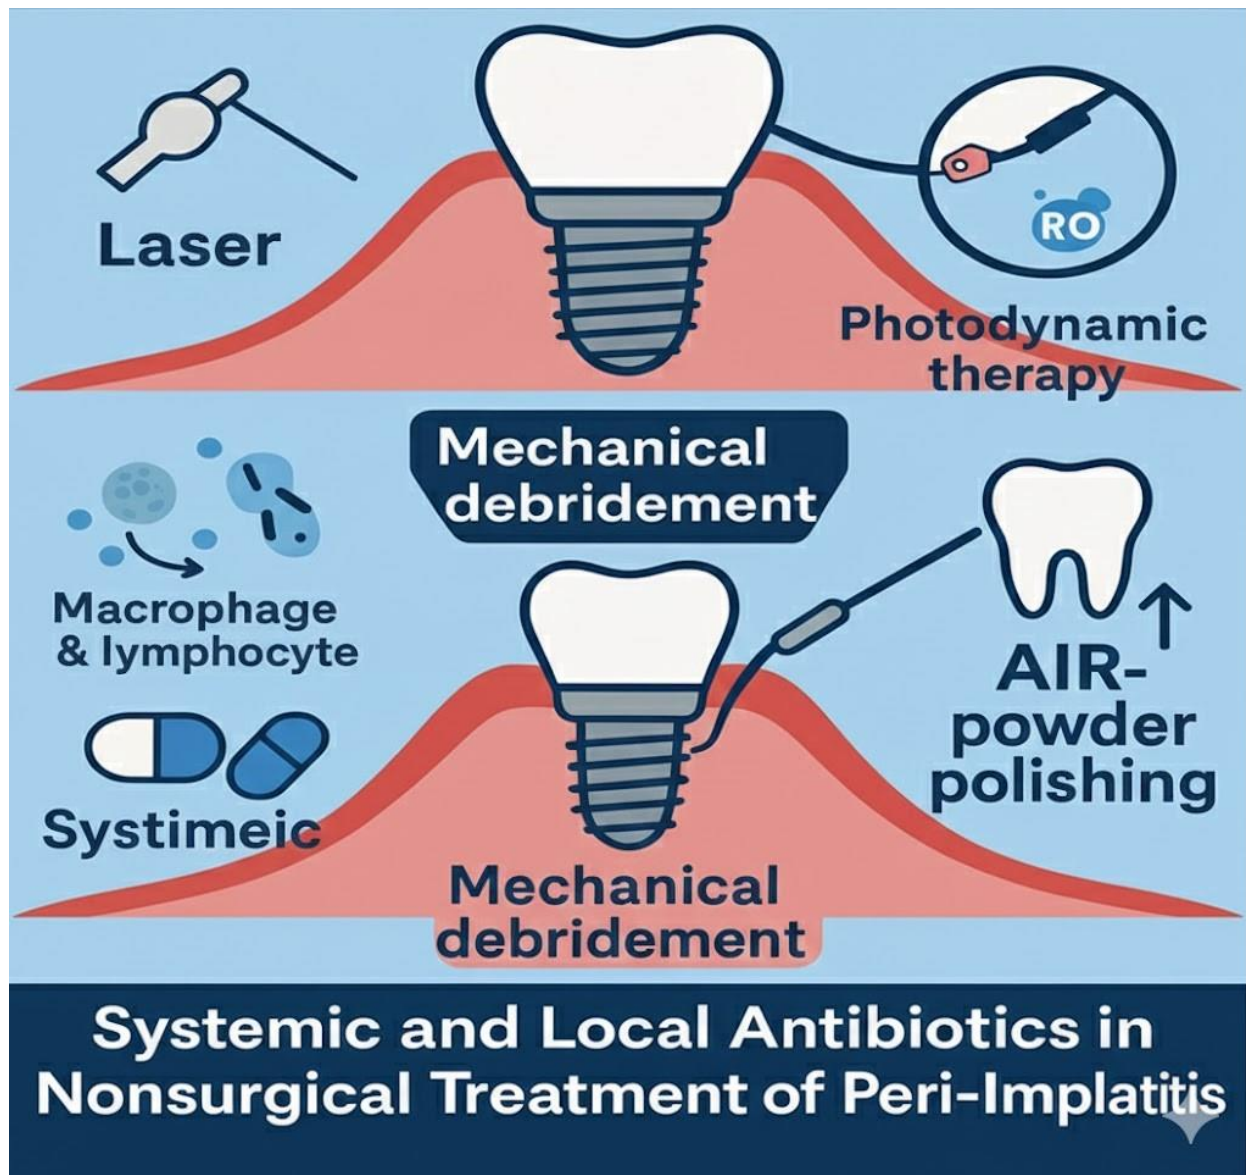 Laser
RO
Photodynamic
therapy
Mechanical
debridement
Macrophage
& lymphocyte
AIR-
powder
polishing
Systimeic
Mechanical
debridement
Systemic and Local Antibiotics in
Nonsurgical Treatment of Peri-Implatitis